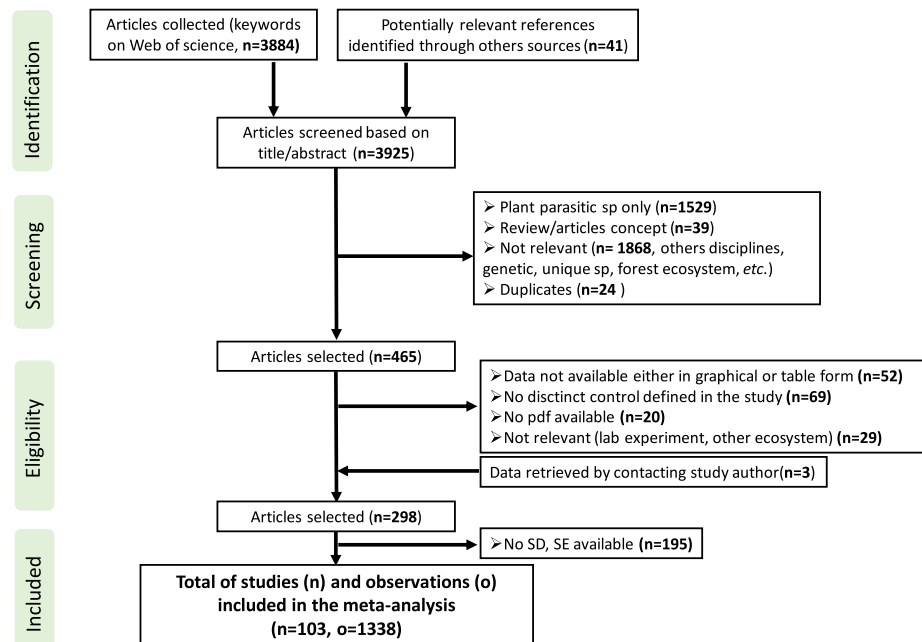 Identification
Articles collected (keywords
on Web of science, n=3884)
Potentially relevant references
identified through others sources (n=41)
Articles screened based on
title/abstract (n=3925)
Screening
➢ Plant parasitic sp only (n=1529)
➢ Review/articles concept (n=39)
➢ Not relevant (n= 1868, others disciplines,
genetic, unique sp, forest ecosystem, etc.)
➢ Duplicates (n=24 )
Articles selected (n=465)
Eligibility
➢Data not available either in graphical or table form (n=52)
➢No disctinct control defined in the study (n=69)
➢No pdf available (n=20)
➢Not relevant (lab experiment, other ecosystem) (n=29)
Data retrieved by contacting study author(n=3)
Articles selected (n=298)
Included
➢No SD, SE available (n=195)
Total of studies (n) and observations (o)
included in the meta-analysis
(n=103, o=1338)